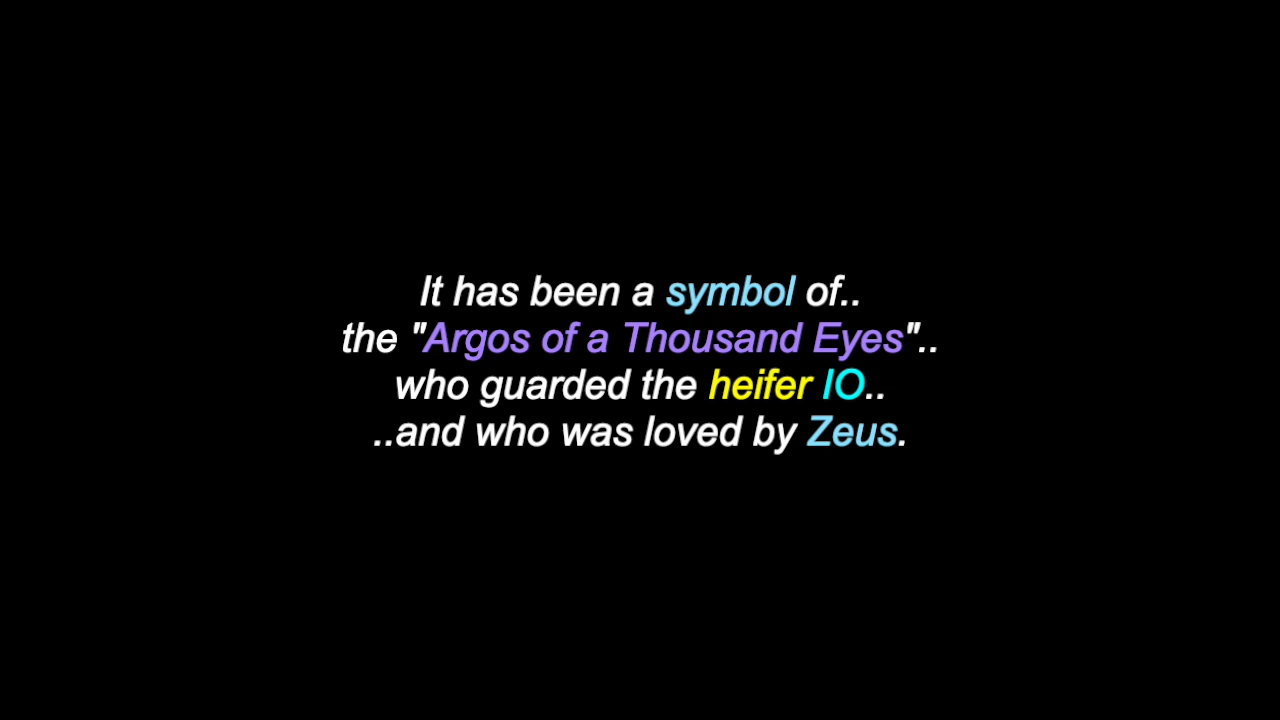 It has been a symbol of..
the "Argos of a Thousand Eyes"..
who guarded the heifer IO..
..and who was loved by Zeus.